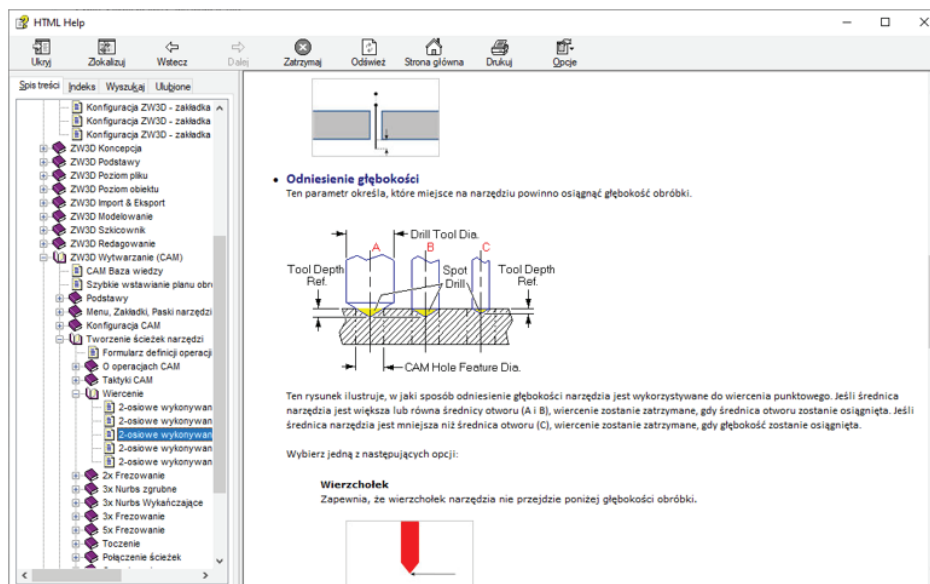 HTML Help
Ukryj Zlokalizuj Wstecz Dalej Zatrzymaj Odśwież Strona główna Drukuj Opcje
Spis treści Indeks Wyszukaj Ulubione
Konfiguracja ZW3D - zakładka
Konfiguracja ZW3D - zakładka
Konfiguracja ZW3D - zakładka
ZW3D Koncepcja
ZW3D Podstawy
ZW3D Poziom pliku
ZW3D Poziom obiektu
ZW3D Import & Eksport
ZW3D Modelowanie
ZW3D Szkicownik
ZW3D Redagowanie
ZW3D Wytwarzanie (CAM)
CAM Baza wiedzy
Szybkie wstawianie planu obr
Podstawy
Menu, Zakładki, Paski narzędzi
Konfiguracja CAM
Tworzenie ścieżek narzędzi
Formularz definicji operacji
O operacjach CAM
Taktyki CAM
Wiercenie
2-osiowe wykonywan
2-osiowe wykonywan
2-osiowe wykonywan
2-osiowe wykonywan
2-osiowe wykonywan
2x Frezowanie
3x Nurbs zgrubne
3x Nurbs Wykańczające
3x Frezowanie
5x Frezowanie
Toczenie
Połączenie ścieżek
Odniesienie głębokości
Ten parametr określa, które miejsce na narzędziu powinno osiągnąć głębokość obróbki.
Drill Tool Dia.
A B C
Tool Depth Ref.
Spot Drill
Tool Depth Ref.
CAM Hole Feature Dia.
Ten rysunek ilustruje, w jaki sposób odniesienie głębokości narzędzia jest wykorzystywane do wiercenia punktowego. Jeśli średnica
narzędzia jest większa lub równa średnicy otworu (A i B), wiercenie zostanie zatrzymane, gdy średnica otworu zostanie osiągnięta. Jeśli
średnica narzędzia jest mniejsza niż średnica otworu (C), wiercenie zostanie zatrzymane, gdy głębokość zostanie osiągnięta.
Wybierz jedną z następujących opcji:
Wierzchołek
Zapewnia, że wierzchołek narzędzia nie przejdzie poniżej głębokości obróbki.